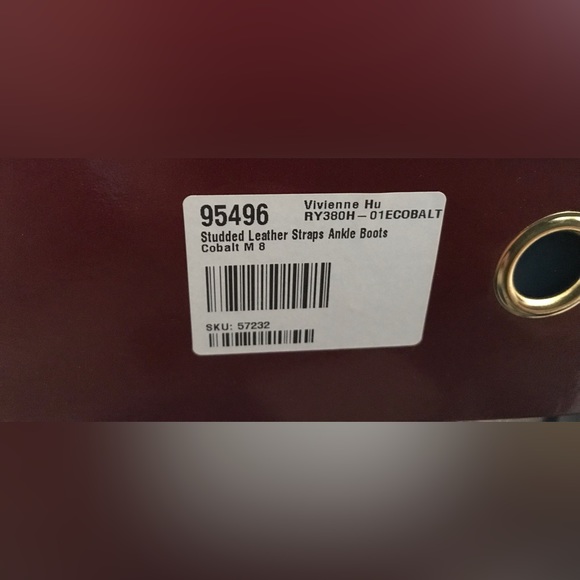 95496
Vivienne Hu
RY380H-01ECOBALT
Studded Leather Straps Ankle Boots
Cobalt M 8
SKU: 57232